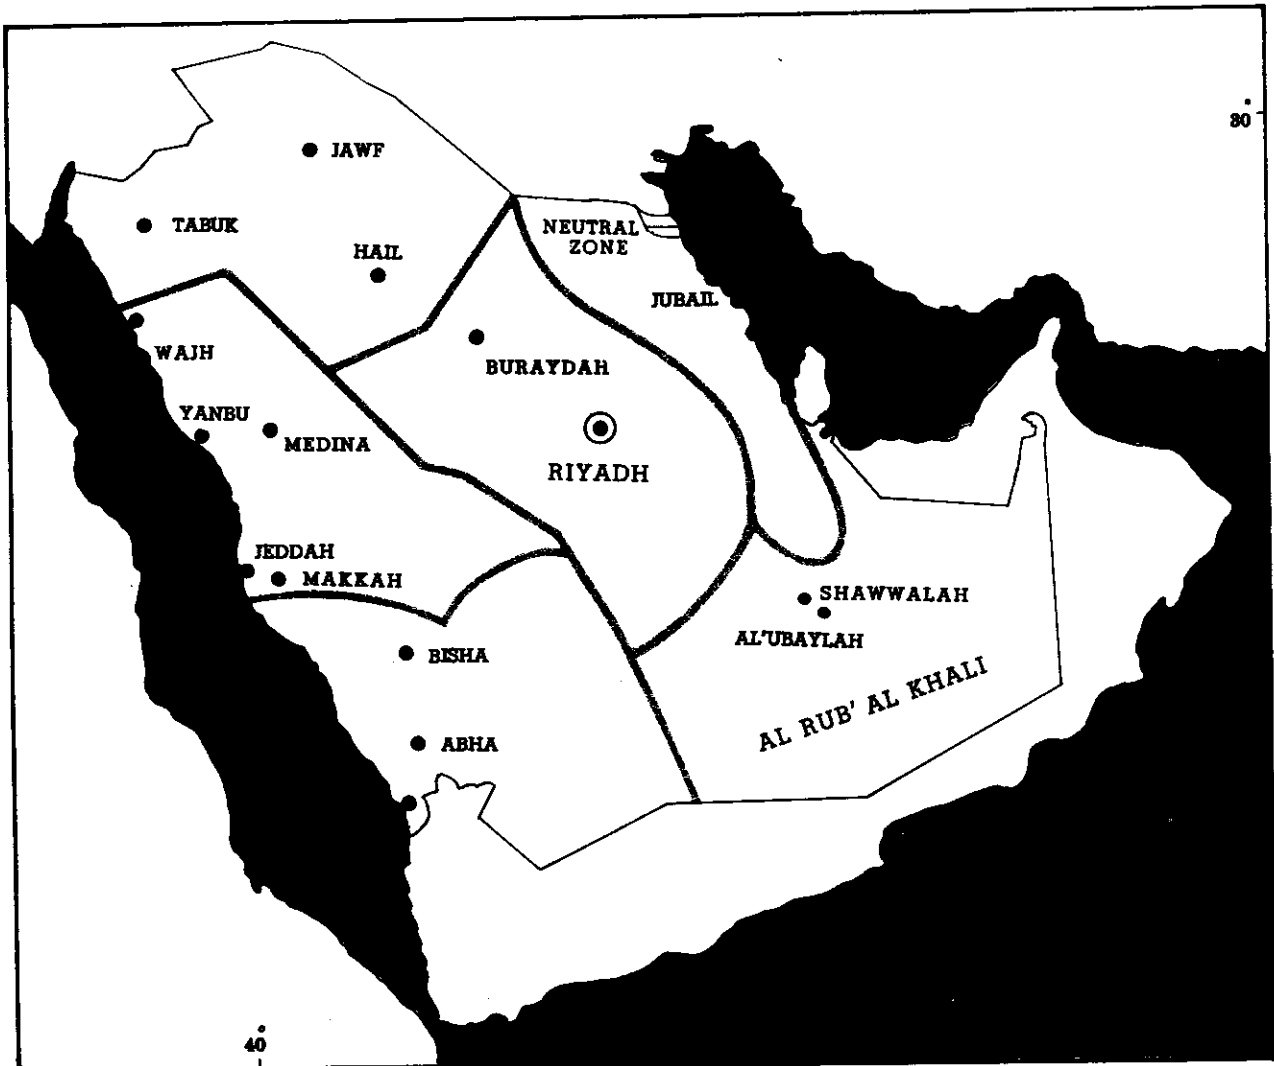 30
JAWF
TABUK
NEUTRAL
ZONE
HAIL
JUBAIL
WAJH
BURAYDAH
YANBU
MEDINA
RIYADH
JEDDAH
MAKKAH
SHAWWALAH
AL'UBAYLAH
BISHA
AL RUB' AL KHALI
ABHA
40